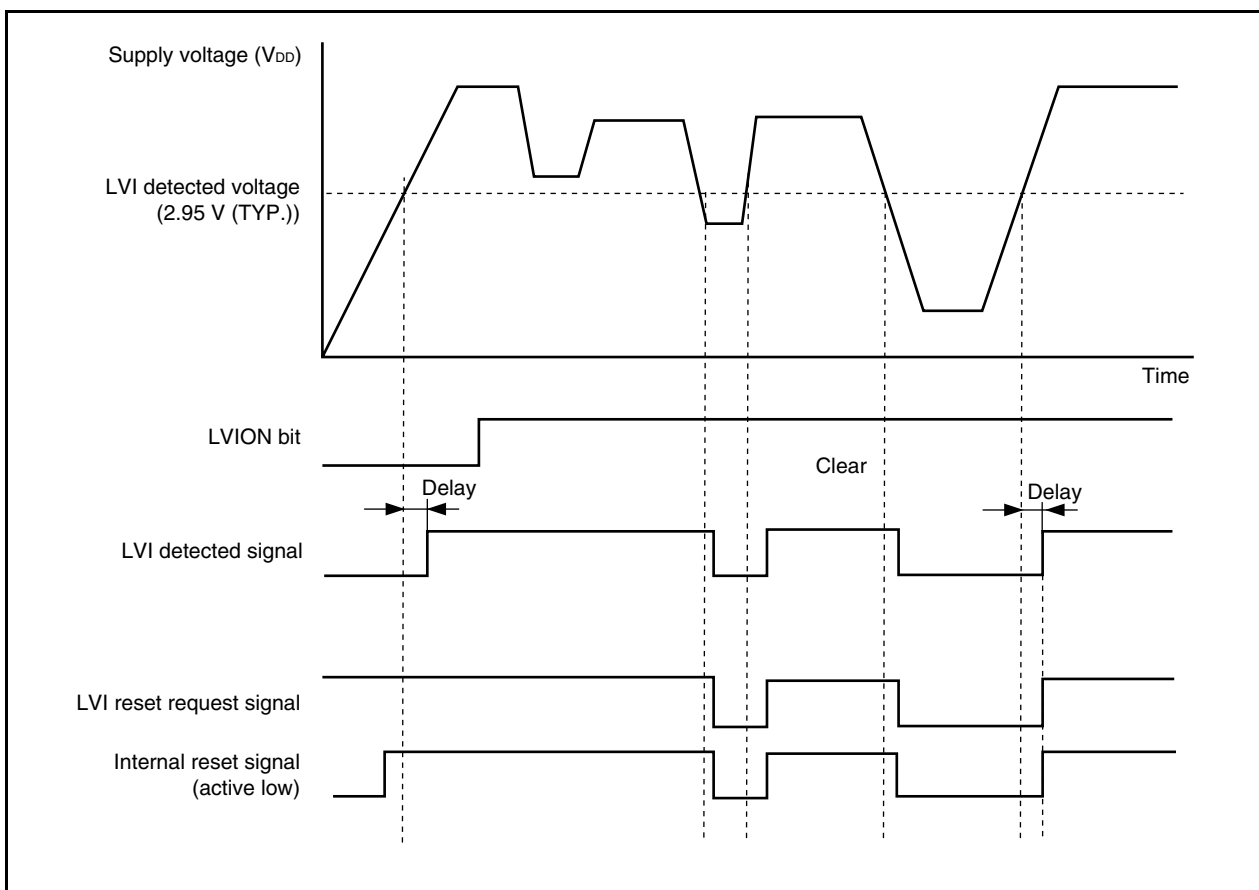 Supply voltage (VDD)
LVI detected voltage
(2.95 V (TYP.))
Time
LVION bit
Clear
Delay
Delay
LVI detected signal
LVI reset request signal
Internal reset signal
(active low)